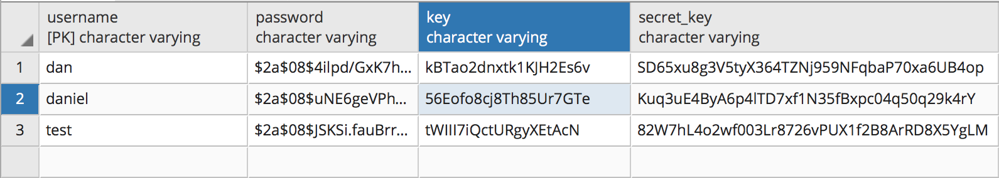 username password key secret_key
[PK] character varying character varying character varying character varying
1 dan $2a$08$4ilpd/GxK7h... kBTao2dnxtk1KJH2Es6v SD65xu8g3V5tyX364TZNj959NFqbaP70xa6UB4op
2 daniel $2a$08$uNE6geVPh... 56Eofo8cj8Th85Ur7GTe Kuq3uE4ByA6p4lTD7xf1N35fBxpc04q50q29k4rY
3 test $2a$08$JSKSi.fauBrr... tWIII7iQctURgyXEtAcN 82W7hL4o2wf003Lr8726vPUX1f2B8ArRD8X5YgLM